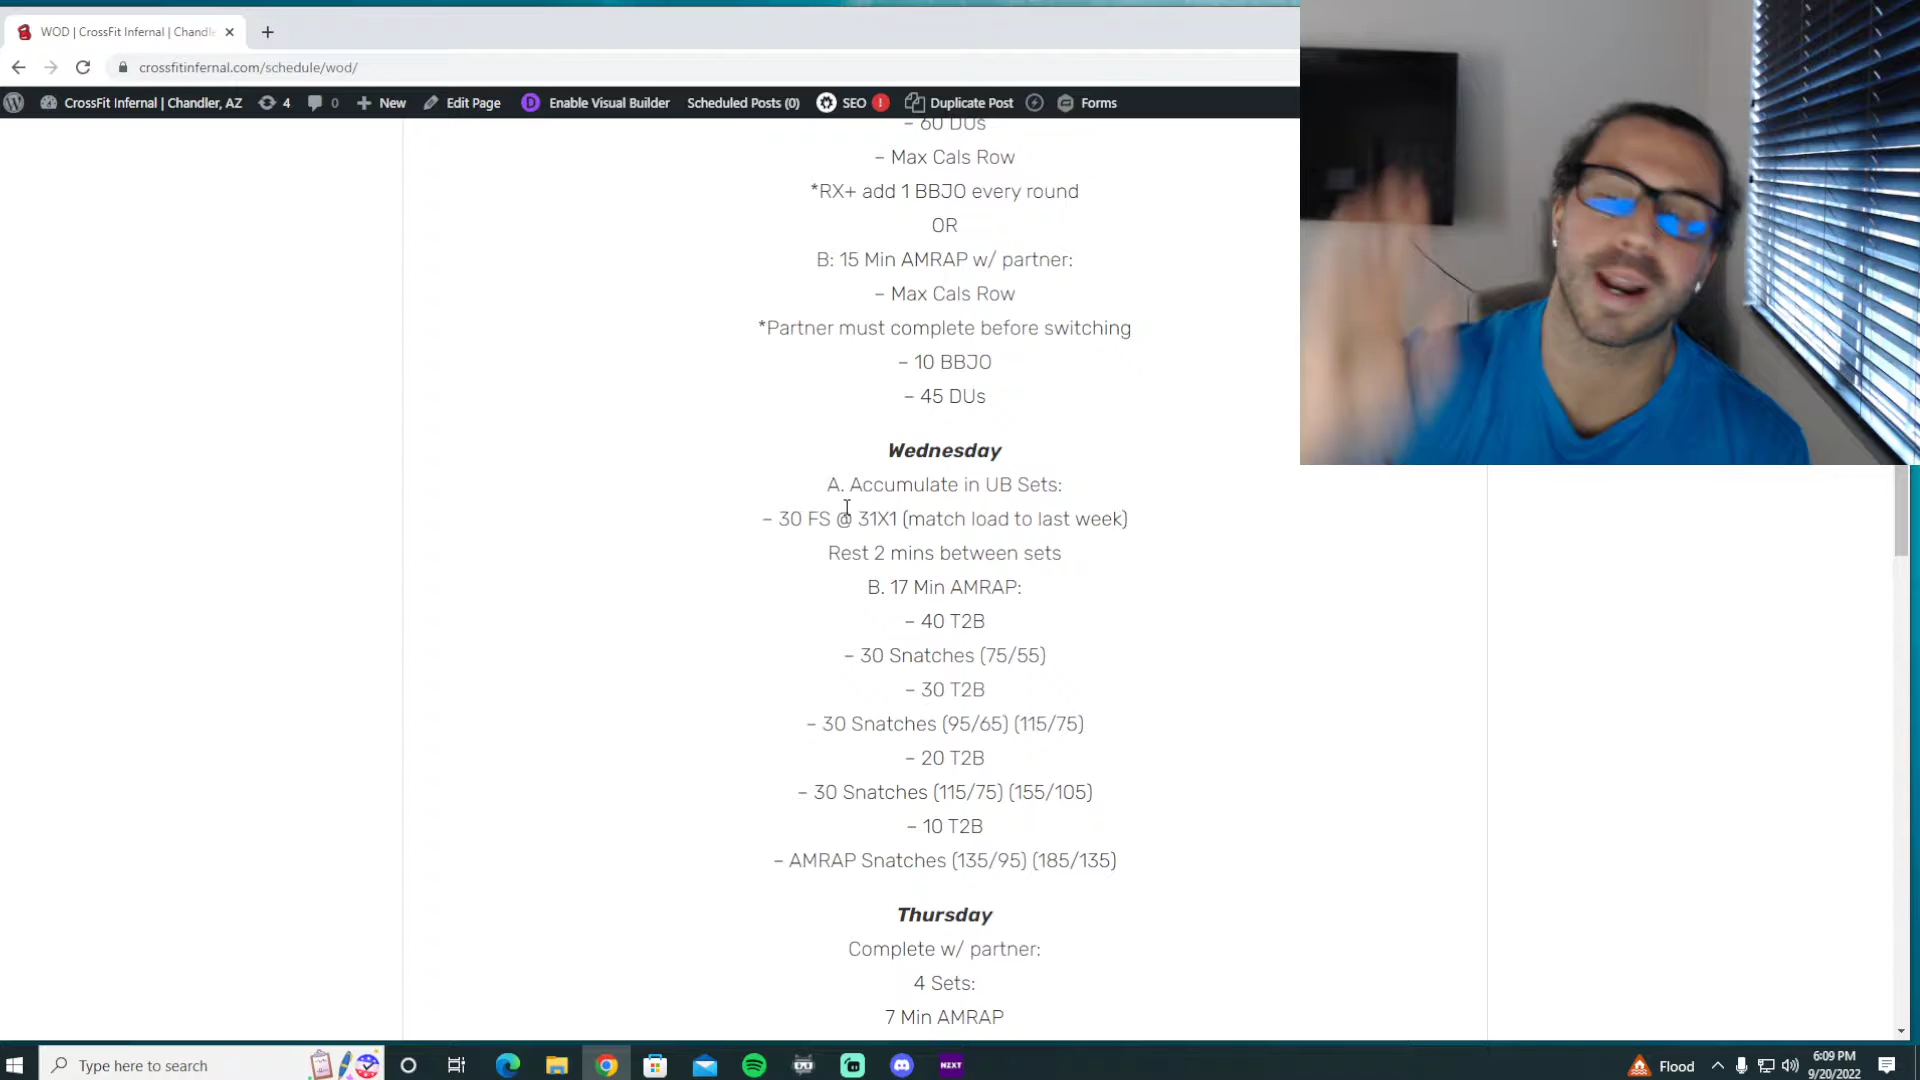 WOD | CrossFit Infernal | Chandle
crossfitinfernal.com/schedule/wod/
CrossFit Infernal | Chandler, AZ 4 0 New Edit Page D Enable Visual Builder Scheduled Posts (0) SEO ! Duplicate Post Forms
– 60 DUs
– Max Cals Row
*RX+ add 1 BBJO every round
OR
B: 15 Min AMRAP w/ partner:
– Max Cals Row
*Partner must complete before switching
– 10 BBJO
– 45 DUs
Wednesday
A. Accumulate in UB Sets:
– 30 FS @ 31X1 (match load to last week)
Rest 2 mins between sets
B. 17 Min AMRAP:
– 40 T2B
– 30 Snatches (75/55)
– 30 T2B
– 30 Snatches (95/65) (115/75)
– 20 T2B
– 30 Snatches (115/75) (155/105)
– 10 T2B
– AMRAP Snatches (135/95) (185/135)
Thursday
Complete w/ partner:
4 Sets:
7 Min AMRAP
Type here to search
NZXT
Flood
6:09 PM
9/20/2022